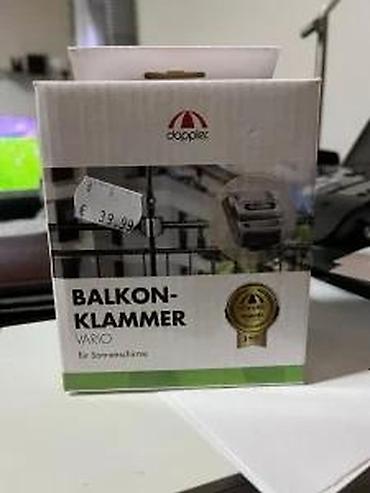 doppler
€ 39,99
BALKON-
KLAMMER
VARIO
für Sonnenschirme